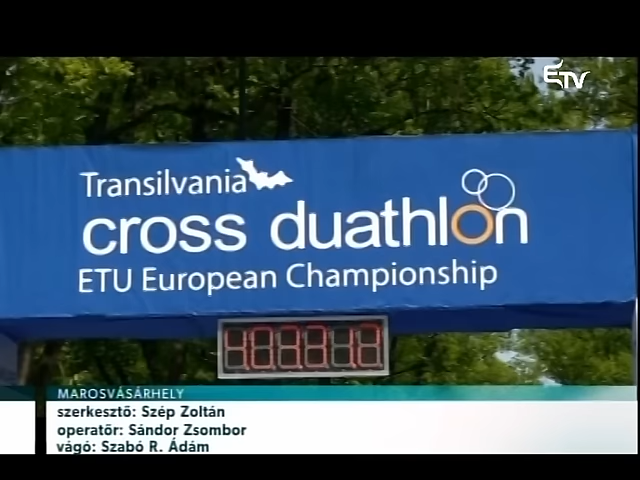 ETV
Transilvania
cross duathlon
ETU European Championship
MAROSVÁSÁRHELY
szerkesztő: Szép Zoltán
operatőr: Sándor Zsombor
vágó: Szabó R. Ádám